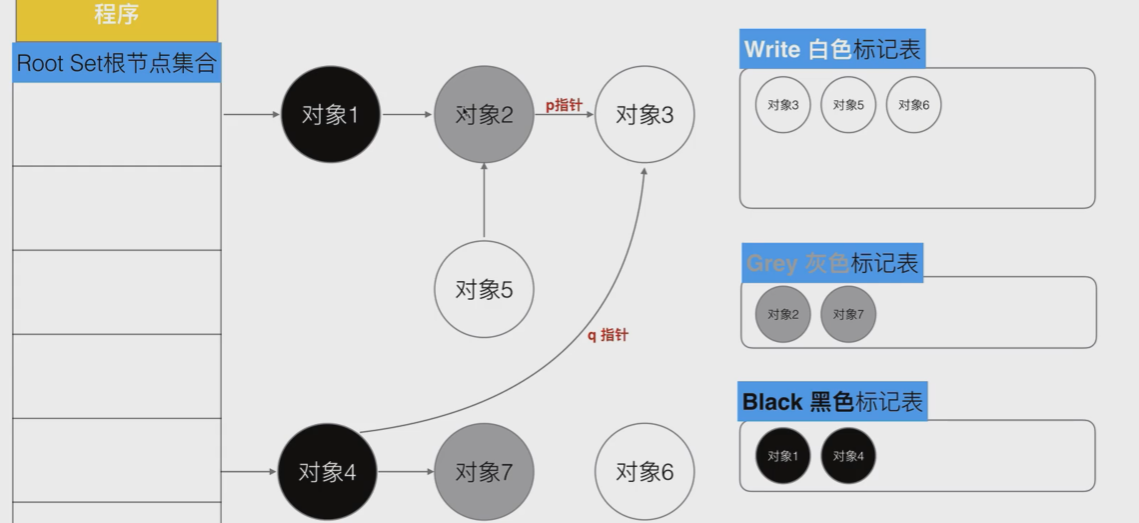 程序
Root Set根节点集合
对象1
对象2
p指针
对象3
对象5
q 指针
对象4
对象7
对象6
Write 白色标记表
对象3
对象5
对象6
Grey 灰色标记表
对象2
对象7
Black 黑色标记表
对象1
对象4